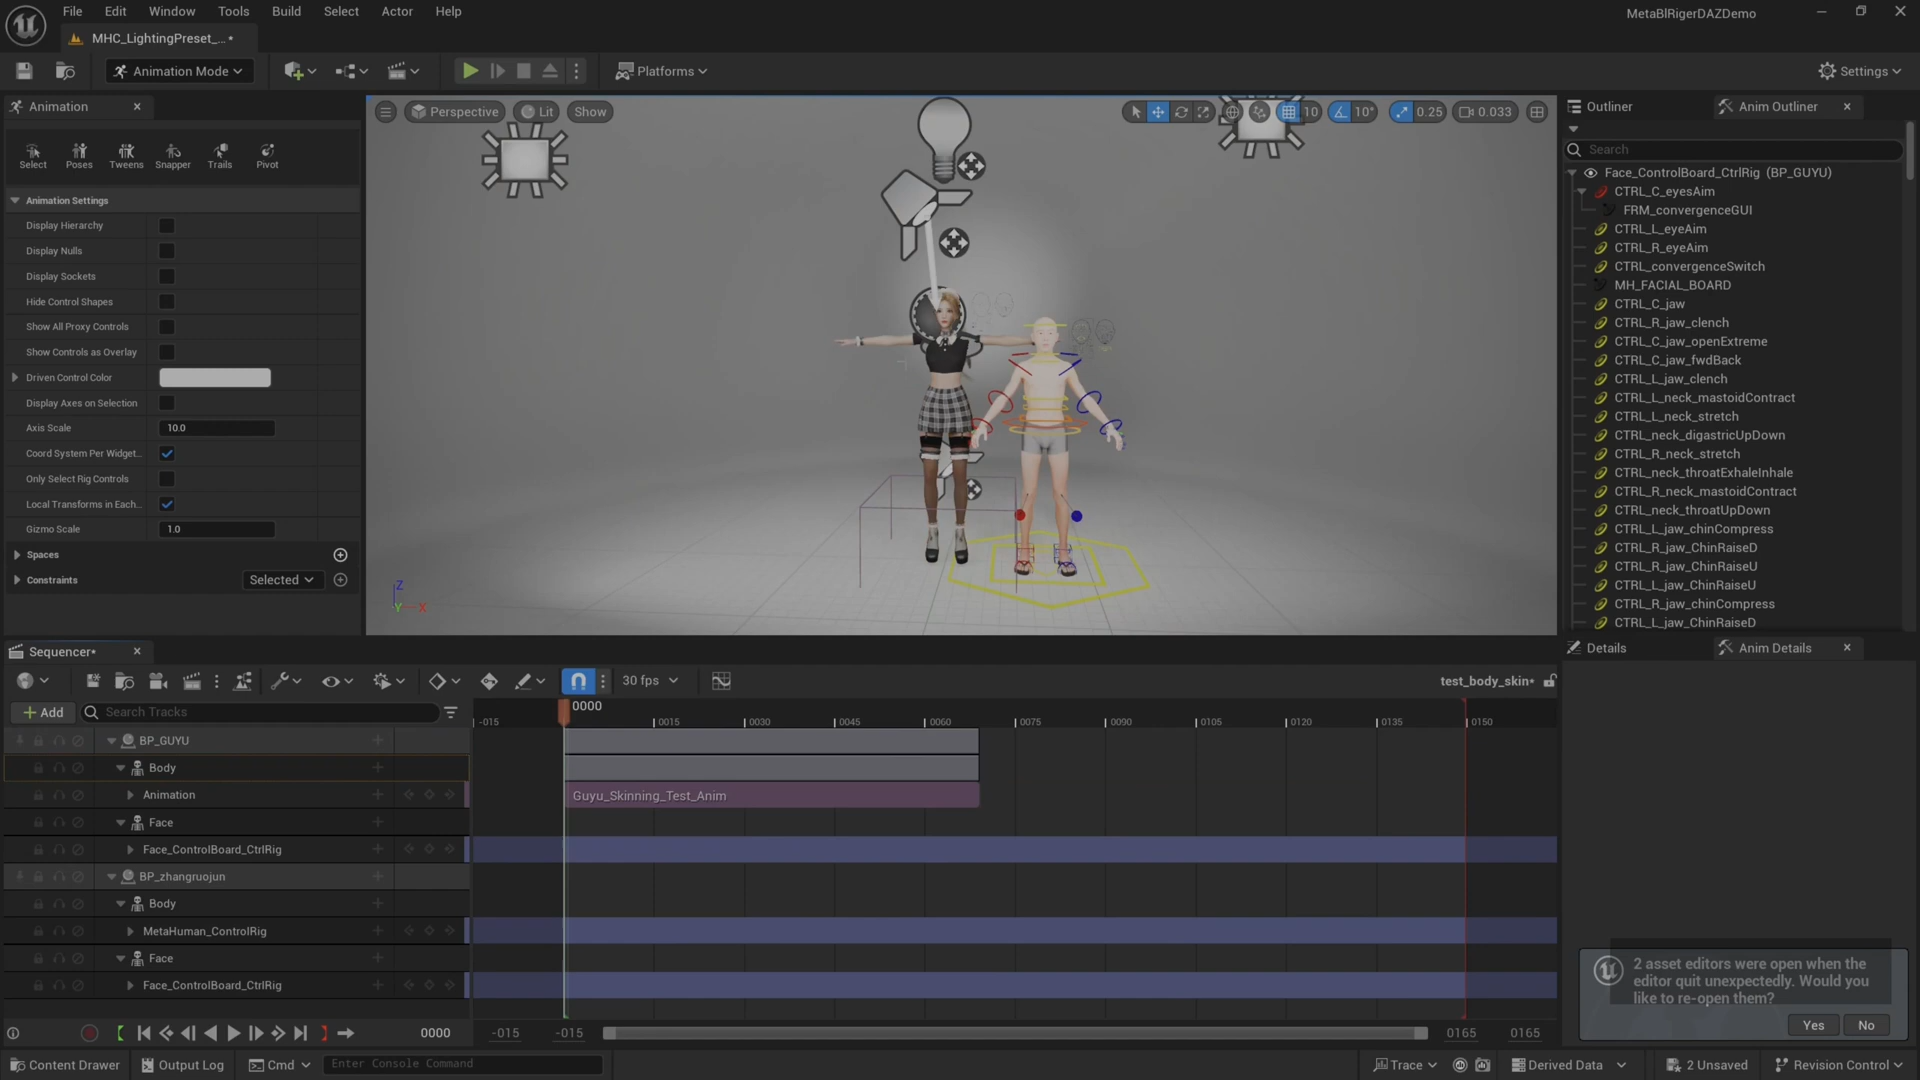 File Edit Window Tools Build Select Actor Help
MetaBlRigerDAZDemo
MHC_LightingPreset_... •
Animation Mode
Platforms
Settings
Animation
Select Poses Tweens Snapper Trails Pivot
Animation Settings
Display Hierarchy
Display Nulls
Display Sockets
Hide Control Shapes
Show All Proxy Controls
Show Controls as Overlay
Driven Control Color
Display Axes on Selection
Axis Scale 10.0
Coord System Per Widget...
Only Select Rig Controls
Local Transforms in Each...
Gizmo Scale 1.0
Spaces
Constraints Selected
Perspective Lit Show
10 10° 0.25 0.033
Z
Y X
Outliner Anim Outliner
Search
Face_ControlBoard_CtrlRig (BP_GUYU)
CTRL_C_eyesAim
FRM_convergenceGUI
CTRL_L_eyeAim
CTRL_R_eyeAim
CTRL_convergenceSwitch
MH_FACIAL_BOARD
CTRL_C_jaw
CTRL_R_jaw_clench
CTRL_C_jaw_openExtreme
CTRL_C_jaw_fwdBack
CTRL_L_jaw_clench
CTRL_L_neck_mastoidContract
CTRL_L_neck_stretch
CTRL_neck_digastricUpDown
CTRL_R_neck_stretch
CTRL_neck_throatExhaleInhale
CTRL_R_neck_mastoidContract
CTRL_neck_throatUpDown
CTRL_L_jaw_chinCompress
CTRL_R_jaw_ChinRaiseD
CTRL_R_jaw_ChinRaiseU
CTRL_L_jaw_ChinRaiseU
CTRL_R_jaw_chinCompress
CTRL_L_jaw_ChinRaiseD
Details Anim Details
Sequencer*
30 fps
test_body_skin*
+ Add
Search Tracks
0000
-015 0015 0030 0045 0060 0075 0090 0105 0120 0135 0150
BP_GUYU
Body
Animation
Guyu_Skinning_Test_Anim
Face
Face_ControlBoard_CtrlRig
BP_zhangruojun
Body
MetaHuman_ControlRig
Face
Face_ControlBoard_CtrlRig
0000 -015 -015 0165 0165
2 asset editors were open when the
editor quit unexpectedly. Would you
like to re-open them?
Yes No
Content Drawer Output Log Cmd Enter Console Command
Trace Derived Data 2 Unsaved Revision Control